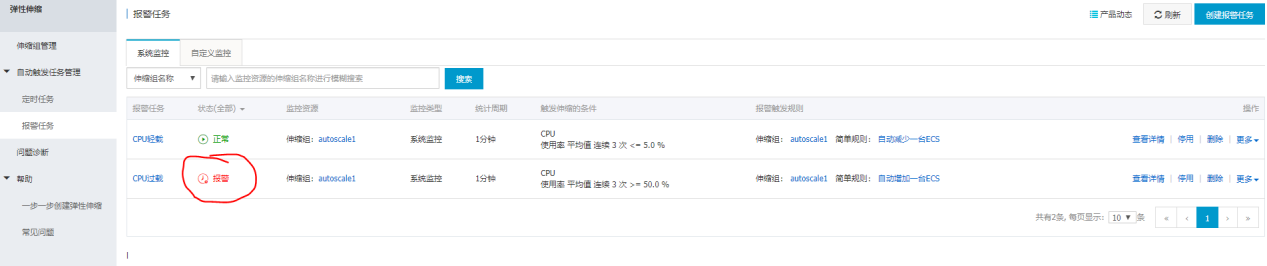 弹性伸缩
报警任务
产品动态 刷新 创建报警任务
伸缩组管理
自动触发任务管理
定时任务
报警任务
问题诊断
帮助
一步一步创建弹性伸缩
常见问题
系统监控 自定义监控
伸缩组名称 请输入监控资源的伸缩组名称进行模糊搜索 搜索
报警任务 状态(全部) 监控资源 监控类型 统计周期 触发伸缩的条件 报警触发规则 操作
CPU轻载 正常 伸缩组: autoscale1 系统监控 1分钟 CPU 伸缩组: autoscale1 简单规则: 自动减少一台ECS 查看详情 | 停用 | 删除 | 更多
使用率 平均值 连续 3 次 <= 5.0 %
CPU过载 报警 伸缩组: autoscale1 系统监控 1分钟 CPU 伸缩组: autoscale1 简单规则: 自动增加一台ECS 查看详情 | 停用 | 删除 | 更多
使用率 平均值 连续 3 次 >= 50.0 %
共有2条, 每页显示: 10 条 « ‹ 1 › »